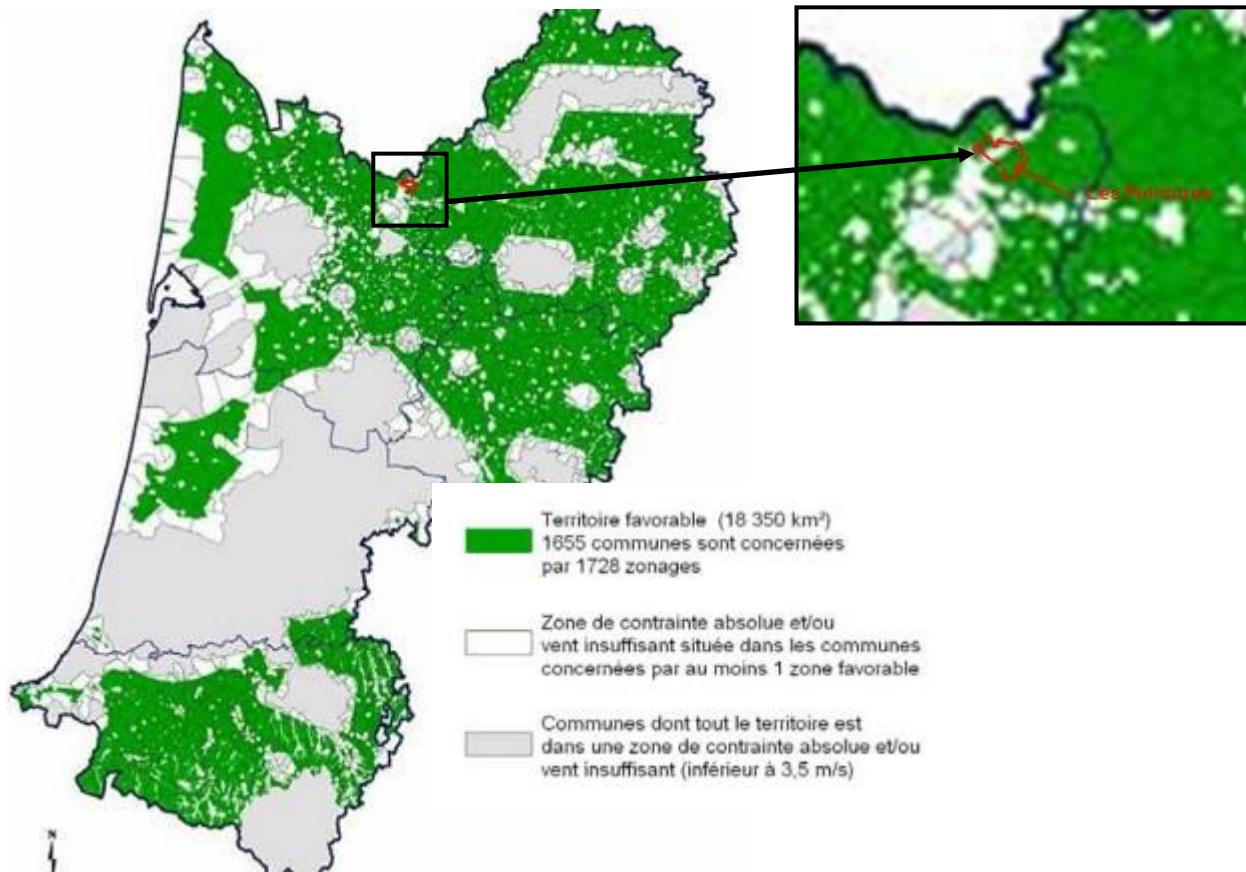 Territoire favorable (18 350 km²)
1655 communes sont concernées
par 1728 zonages
Zone de contrainte absolue et/ou
vent insuffisant située dans les communes
concernées par au moins 1 zone favorable
Communes dont tout le territoire est
dans une zone de contrainte absolue et/ou
vent insuffisant (inférieur à 3,5 m/s)
Les
N